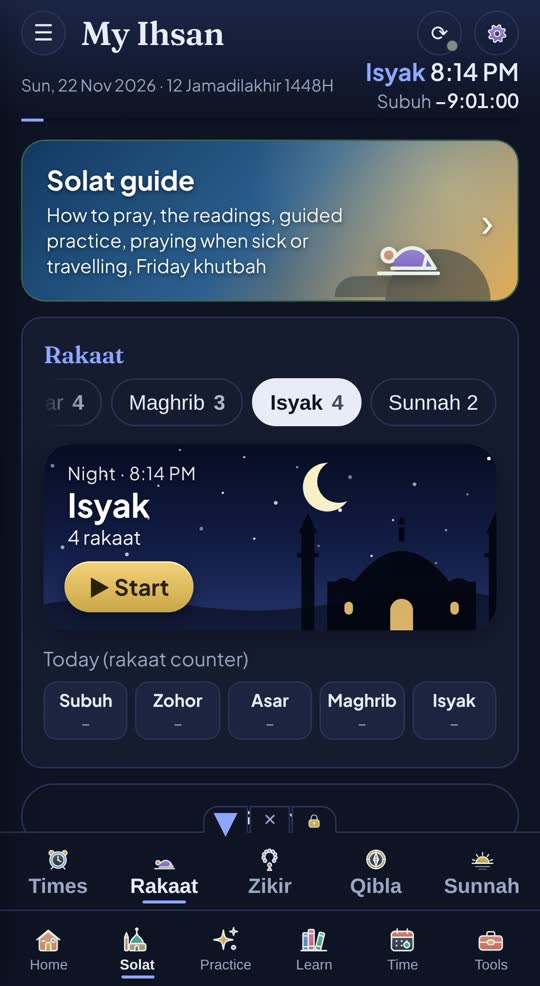 My Ihsan
Isyak 8:14 PM
Sun, 22 Nov 2026 · 12 Jamadilakhir 1448H
Subuh −9:01:00
Solat guide
How to pray, the readings, guided
practice, praying when sick or
travelling, Friday khutbah
Rakaat
ar 4
Maghrib 3
Isyak 4
Sunnah 2
Night · 8:14 PM
Isyak
4 rakaat
▶ Start
Today (rakaat counter)
Subuh
–
Zohor
–
Asar
–
Maghrib
–
Isyak
–
Times
Rakaat
Zikir
Qibla
Sunnah
Home
Solat
Practice
Learn
Time
Tools